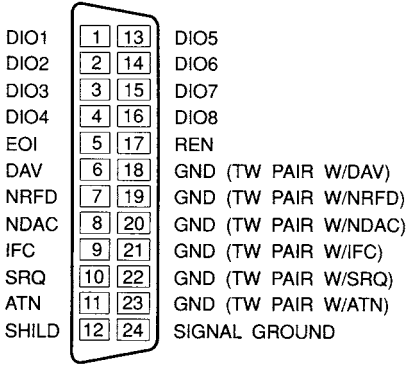 DIO1 1 13 DIO5
DIO2 2 14 DIO6
DIO3 3 15 DIO7
DIO4 4 16 DIO8
EOI 5 17 REN
DAV 6 18 GND (TW PAIR W/DAV)
NRFD 7 19 GND (TW PAIR W/NRFD)
NDAC 8 20 GND (TW PAIR W/NDAC)
IFC 9 21 GND (TW PAIR W/IFC)
SRQ 10 22 GND (TW PAIR W/SRQ)
ATN 11 23 GND (TW PAIR W/ATN)
SHILD 12 24 SIGNAL GROUND